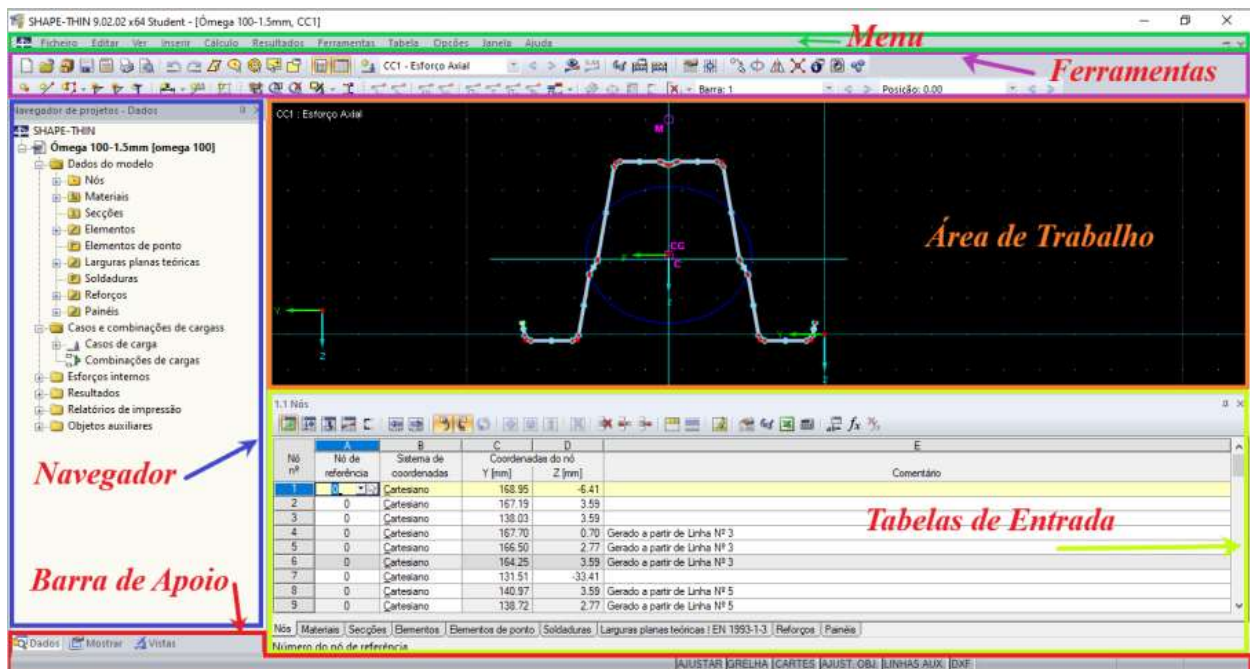 SHAPE-THIN 9.02.02 x64 Student - [Ómega 100-1.5mm, CC1]
Ficheiro Editar Ver Inserir Cálculo Resultados Ferramentas Tabela Opções Janela Ajuda
Menu
CC1 - Esforço Axial
Ferramentas
Barra: 1 Posição: 0.00
Navegador de projetos - Dados
SHAPE-THIN
Ómega 100-1.5mm [omega 100]
Dados do modelo
Nós
Materiais
Secções
Elementos
Elementos de ponto
Larguras planas teóricas
Soldaduras
Reforços
Painéis
Casos e combinações de cargass
Casos de carga
Combinações de cargas
Esforços internos
Resultados
Relatórios de impressão
Objetos auxiliares
Navegador
Barra de Apoio
Dados Mostrar Vistas
CC1 : Esforço Axial
M
CG
C
z
Y
Z
Área de Trabalho
1.1 Nós
A B C D E
Nó nº Nó de referência Sistema de coordenadas Coordenadas do nó Y [mm] Z [mm] Comentário
1 0 Cartesiano 168.95 -6.41
2 0 Cartesiano 167.19 3.59
3 0 Cartesiano 138.03 3.59
4 0 Cartesiano 167.70 0.70 Gerado a partir de Linha Nº 3
5 0 Cartesiano 166.50 2.77 Gerado a partir de Linha Nº 3
6 0 Cartesiano 164.25 3.59 Gerado a partir de Linha Nº 3
7 0 Cartesiano 131.51 -33.41
8 0 Cartesiano 140.97 3.59 Gerado a partir de Linha Nº 5
9 0 Cartesiano 138.72 2.77 Gerado a partir de Linha Nº 5
Tabelas de Entrada
Nós Materiais Secções Elementos Elementos de ponto Soldaduras Larguras planas teóricas | EN 1993-1-3 Reforços Painéis
Número do nó de referência
AJUSTAR GRELHA CARTES AJUST. OBJ. LINHAS AUX. DXF